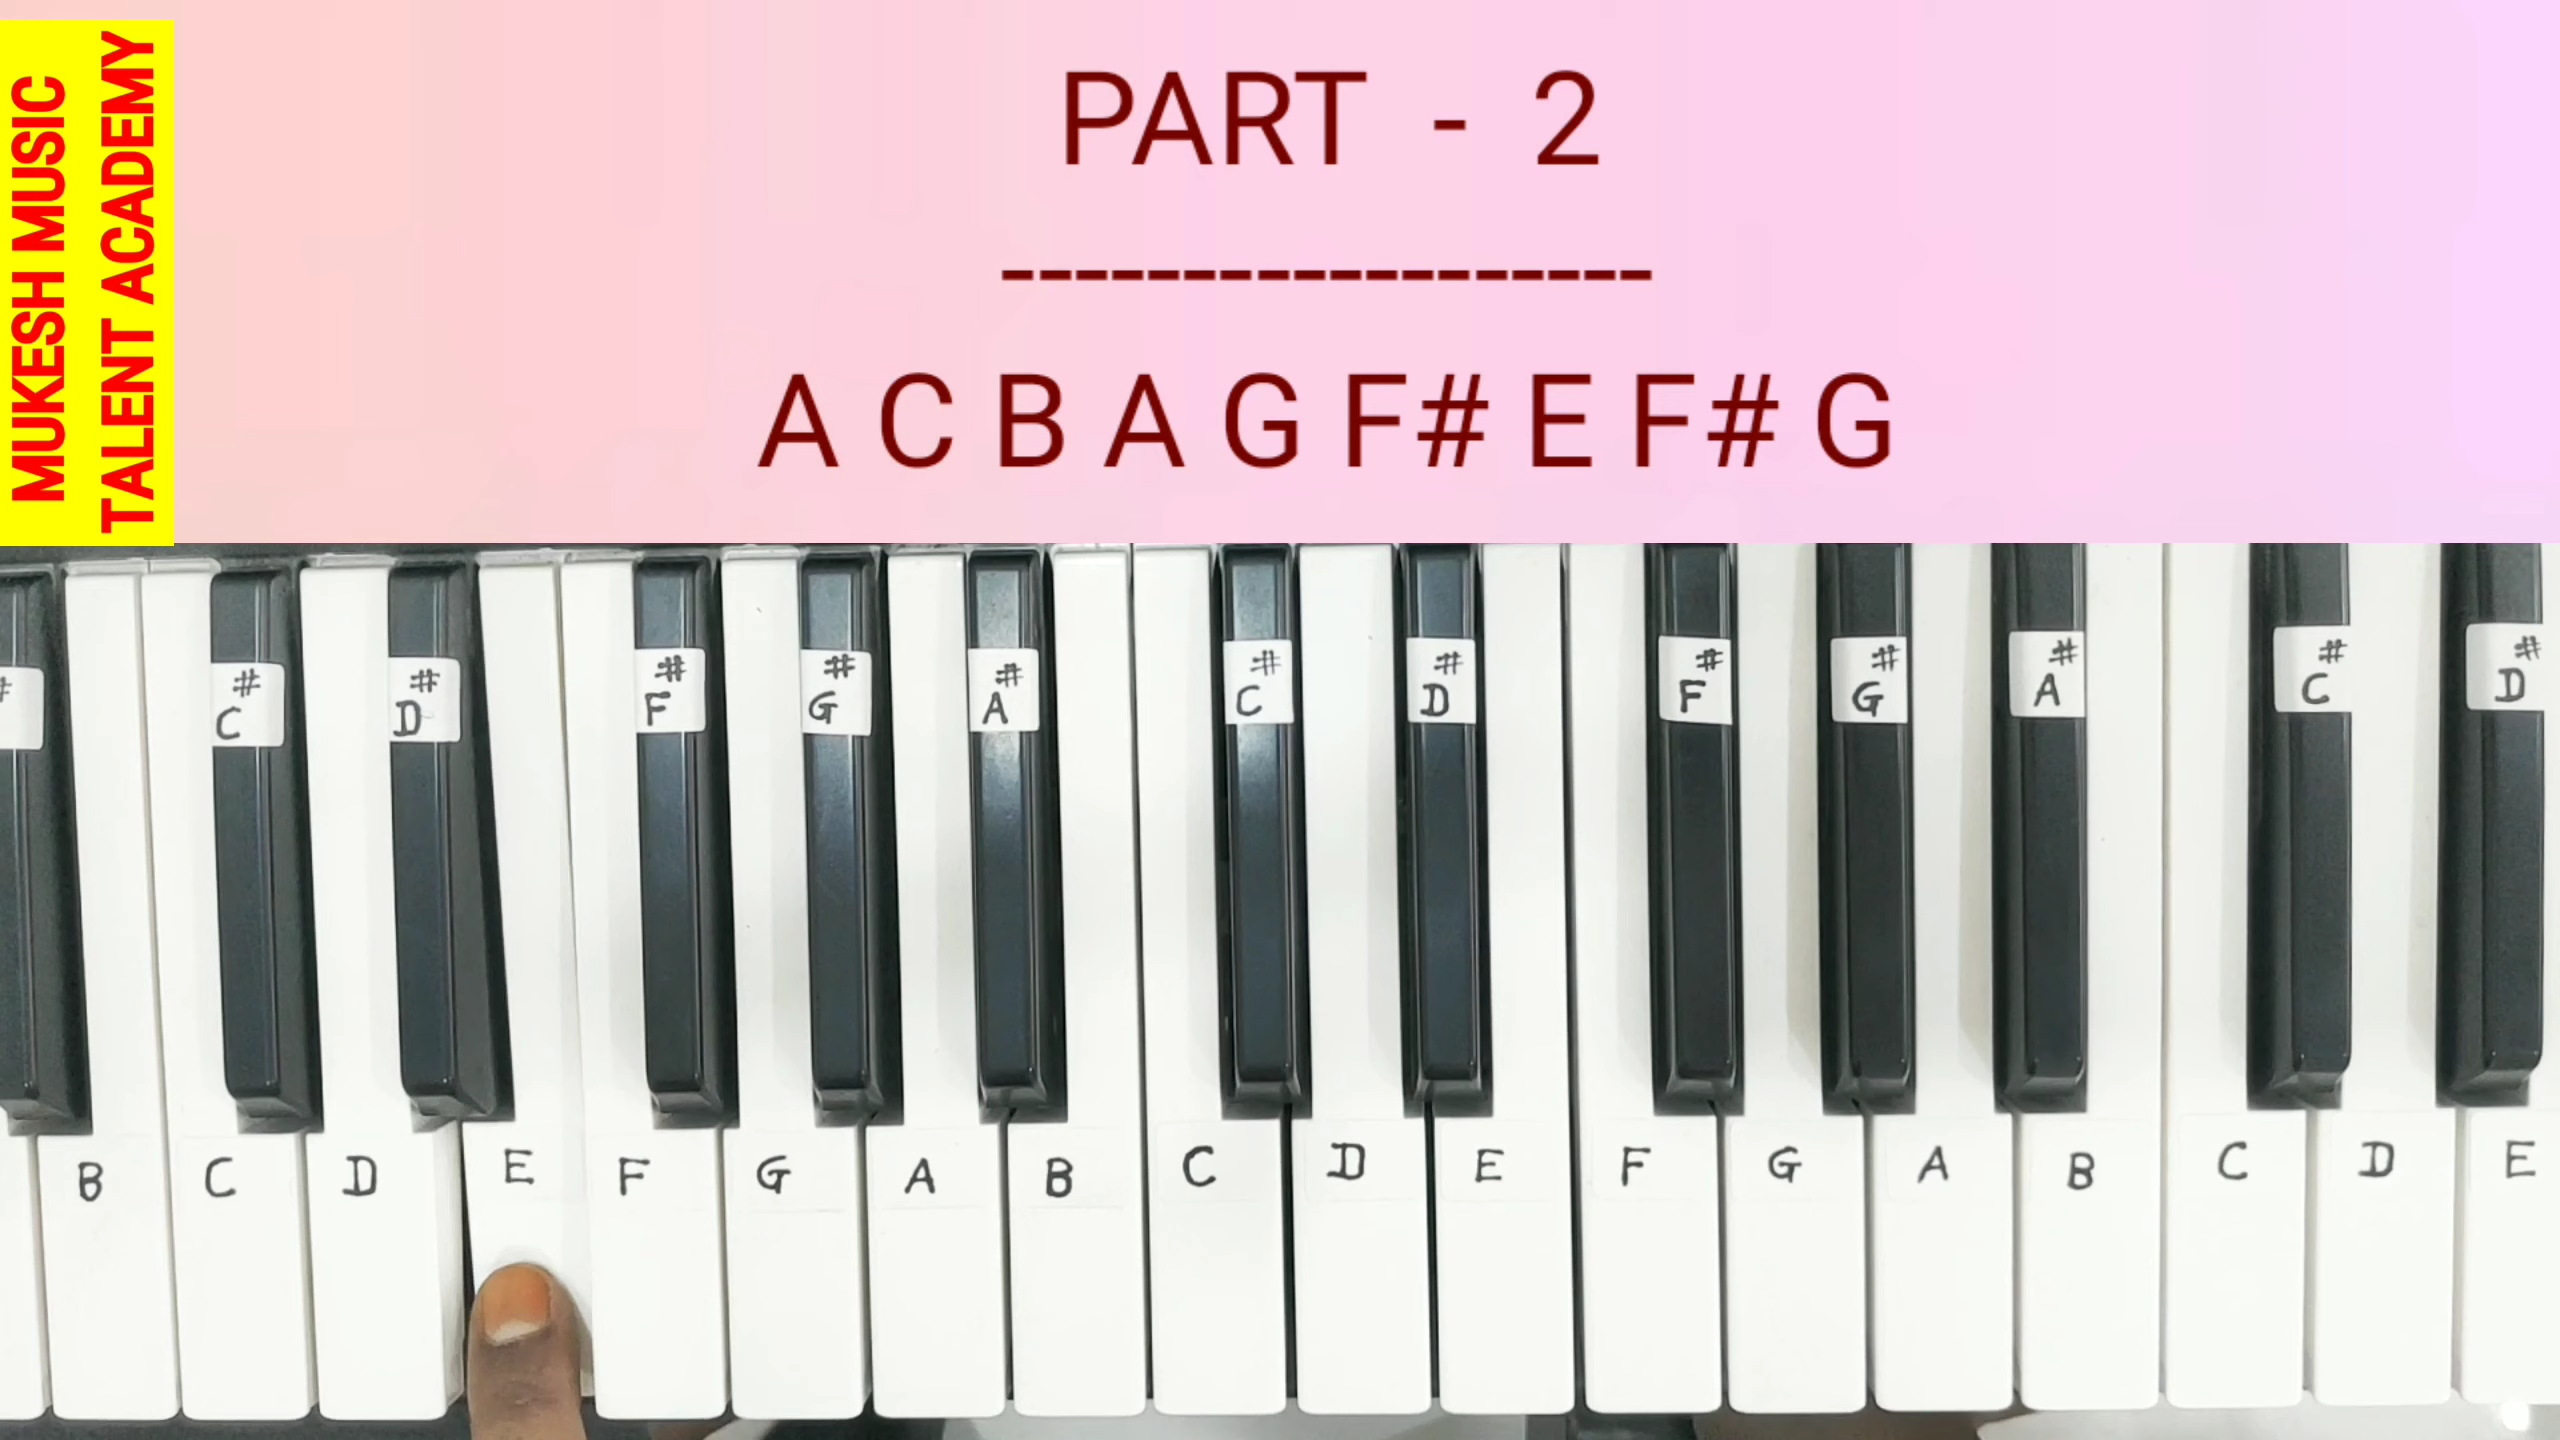 MUKESH MUSIC
TALENT ACADEMY
PART - 2
------------------
A C B A G F# E F# G
#
C#
D#
F#
G#
A#
C#
D#
F#
G#
A#
C#
D#
B C D E F G A B C D E F G A B C D E